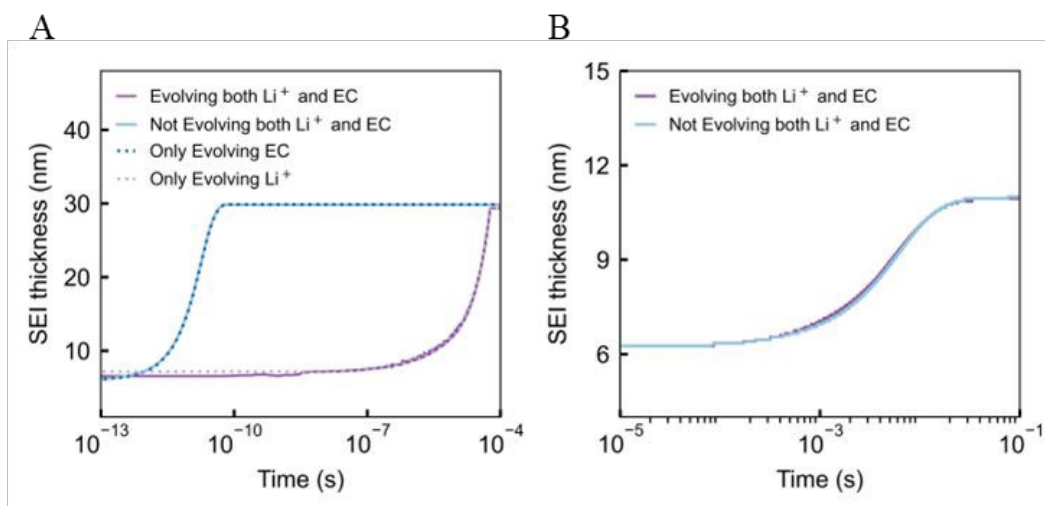 A
B
Evolving both Li+ and EC
Not Evolving both Li+ and EC
Only Evolving EC
Only Evolving Li+
SEI thickness (nm)
40
30
20
10
10−13
10−10
10−7
10−4
Time (s)
Evolving both Li+ and EC
Not Evolving both Li+ and EC
SEI thickness (nm)
15
12
9
6
10−5
10−3
10−1
Time (s)